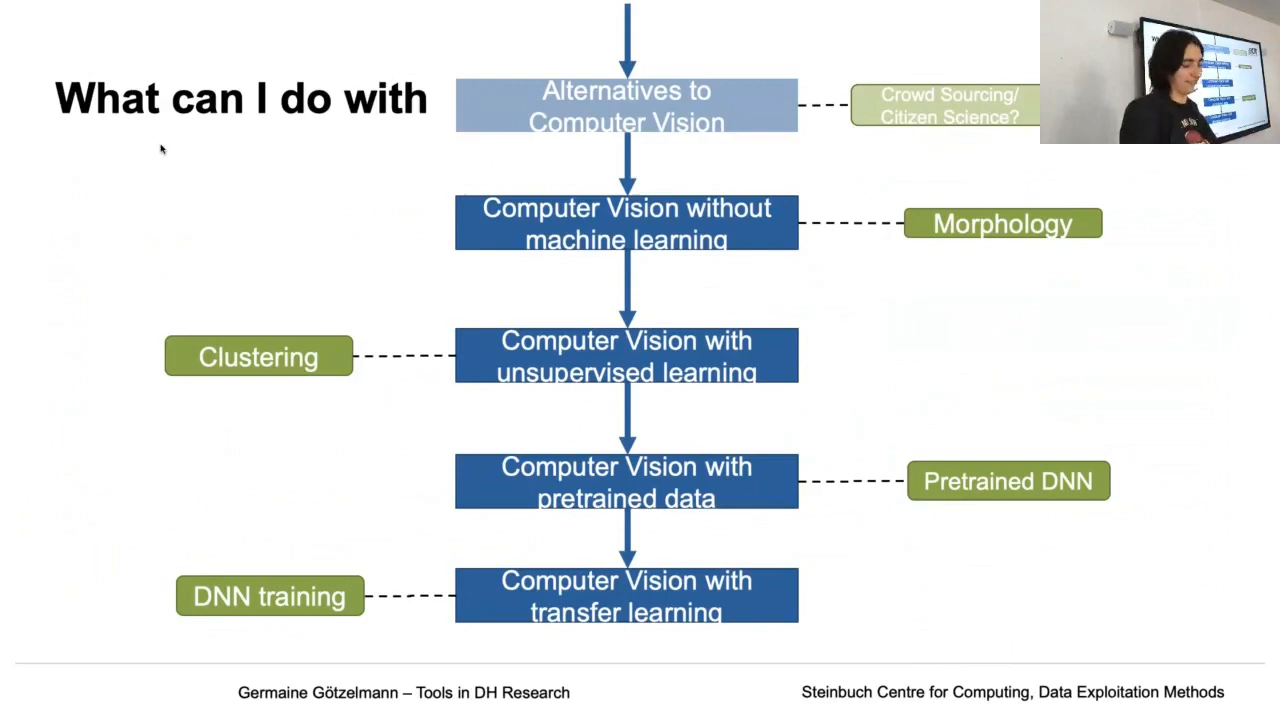 What can I do with
Alternatives to
Computer Vision
Crowd Sourcing/
Citizen Science?
Computer Vision without
machine learning
Morphology
Computer Vision with
unsupervised learning
Clustering
Computer Vision with
pretrained data
Pretrained DNN
Computer Vision with
transfer learning
DNN training
Germaine Götzelmann – Tools in DH Research
Steinbuch Centre for Computing, Data Exploitation Methods